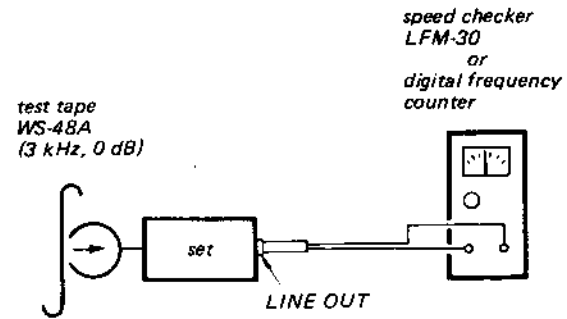 speed checker
LFM-30
or
digital frequency
counter
test tape
WS-48A
(3 kHz, 0 dB)
set
LINE OUT